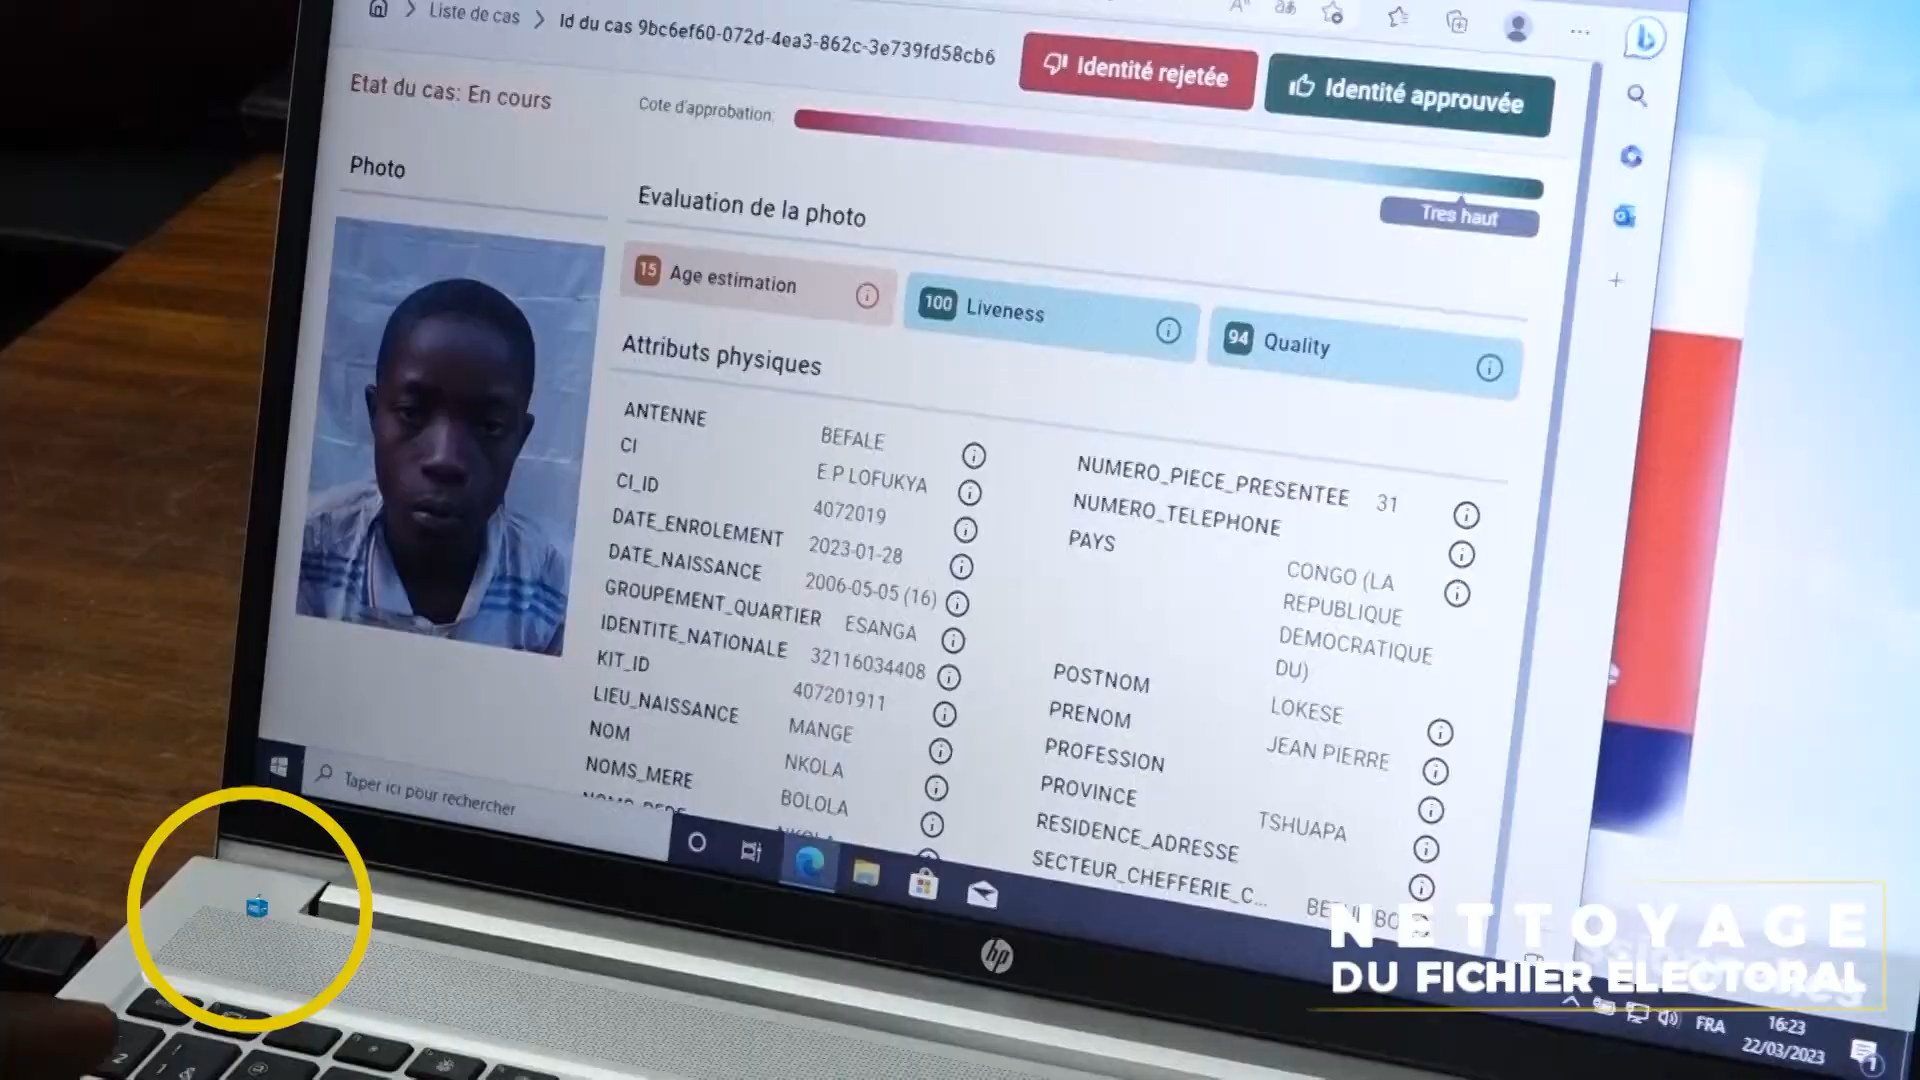 Liste de cas
Id du cas 9bc6ef60-072d-4ea3-862c-3e739fd58cb6
Identité rejetée
Identité approuvée
Etat du cas: En cours
Cote d'approbation:
Tres haut
Photo
Evaluation de la photo
15 Age estimation
100 Liveness
94 Quality
Attributs physiques
ANTENNE BEFALE
CI E.P LOFUKYA
CI_ID 4072019
DATE_ENROLEMENT 2023-01-28
DATE_NAISSANCE 2006-05-05 (16)
GROUPEMENT_QUARTIER ESANGA
IDENTITE_NATIONALE 32116034408
KIT_ID 407201911
LIEU_NAISSANCE MANGE
NOM NKOLA
NOMS_MERE BOLOLA
NUMERO_PIECE_PRESENTEE 31
NUMERO_TELEPHONE
PAYS CONGO (LA
REPUBLIQUE
DEMOCRATIQUE
DU)
POSTNOM LOKESE
PRENOM JEAN PIERRE
PROFESSION
PROVINCE TSHUAPA
RESIDENCE_ADRESSE
SECTEUR_CHEFFERIE_C...
Taper ici pour rechercher
hp
NETTOYAGE
DU FICHIER ÉLECTORAL
FRA
16:23
22/03/2023